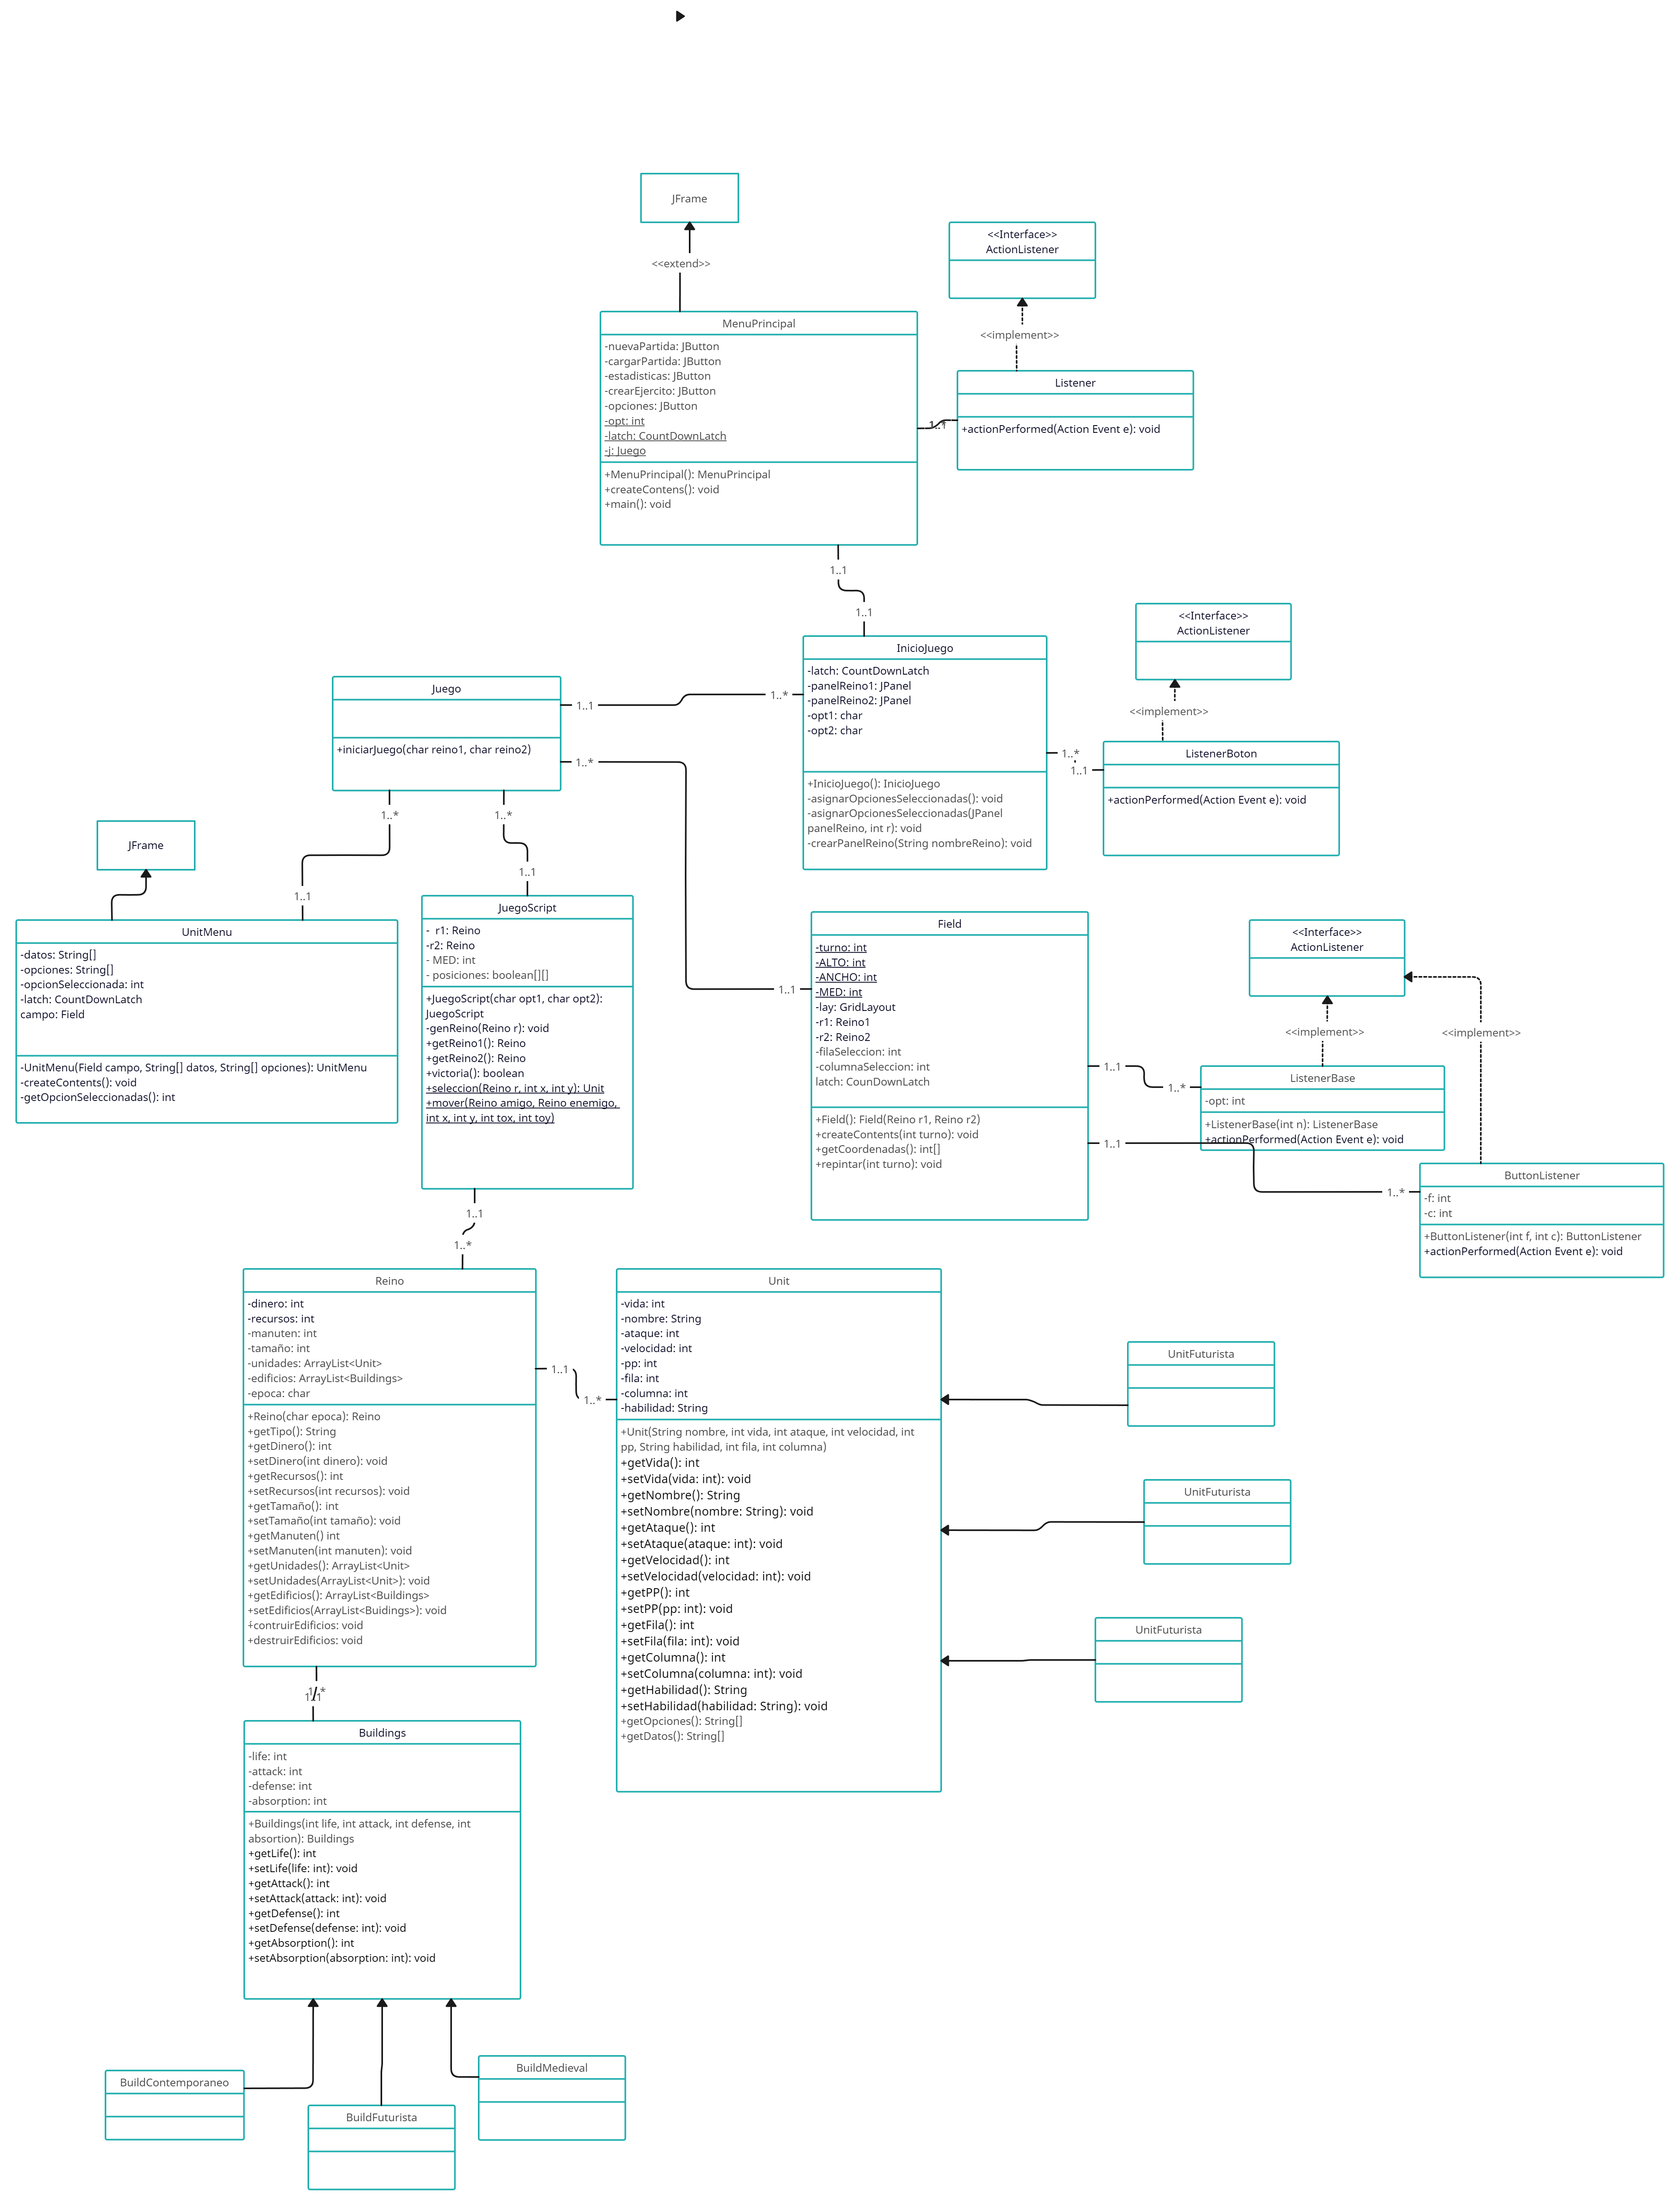 JFrame
<<extend>>
<<Interface>>
ActionListener
<<implement>>
MenuPrincipal
-nuevaPartida: JButton
-cargarPartida: JButton
-estadisticas: JButton
-crearEjercito: JButton
-opciones: JButton
-opt: int
-latch: CountDownLatch
-j: Juego
+MenuPrincipal(): MenuPrincipal
+createContens(): void
+main(): void
Listener
+actionPerformed(Action Event e): void
1..1
1..1
InicioJuego
-latch: CountDownLatch
-panelReino1: JPanel
-panelReino2: JPanel
-opt1: char
-opt2: char
+InicioJuego(): InicioJuego
-asignarOpcionesSeleccionadas(): void
-asignarOpcionesSeleccionadas(JPanel
panelReino, int r): void
-crearPanelReino(String nombreReino): void
<<Interface>>
ActionListener
<<implement>>
1..*
1..1
ListenerBoton
+actionPerformed(Action Event e): void
Juego
+iniciarJuego(char reino1, char reino2)
1..1
1..*
1..*
1..1
1..*
1..1
1..*
1..1
JFrame
UnitMenu
-datos: String[]
-opciones: String[]
-opcionSeleccionada: int
-latch: CountDownLatch
campo: Field
-UnitMenu(Field campo, String[] datos, String[] opciones): UnitMenu
-createContents(): void
-getOpcionSeleccionadas(): int
JuegoScript
-  r1: Reino
-r2: Reino
- MED: int
- posiciones: boolean[][]
+JuegoScript(char opt1, char opt2):
JuegoScript
-genReino(Reino r): void
+getReino1(): Reino
+getReino2(): Reino
+victoria(): boolean
+seleccion(Reino r, int x, int y): Unit
+mover(Reino amigo, Reino enemigo,
int x, int y, int tox, int toy)
Field
-turno: int
-ALTO: int
-ANCHO: int
-MED: int
-lay: GridLayout
-r1: Reino1
-r2: Reino2
-filaSeleccion: int
-columnaSeleccion: int
latch: CounDownLatch
+Field(): Field(Reino r1, Reino r2)
+createContents(int turno): void
+getCoordenadas(): int[]
+repintar(int turno): void
<<Interface>>
ActionListener
<<implement>>
<<implement>>
1..1
1..*
ListenerBase
-opt: int
+ListenerBase(int n): ListenerBase
+actionPerformed(Action Event e): void
1..1
1..*
ButtonListener
-f: int
-c: int
+ButtonListener(int f, int c): ButtonListener
+actionPerformed(Action Event e): void
1..1
1..*
Reino
-dinero: int
-recursos: int
-manuten: int
-tamaño: int
-unidades: ArrayList<Unit>
-edificios: ArrayList<Buildings>
-epoca: char
+Reino(char epoca): Reino
+getTipo(): String
+getDinero(): int
+setDinero(int dinero): void
+getRecursos(): int
+setRecursos(int recursos): void
+getTamaño(): int
+setTamaño(int tamaño): void
+getManuten() int
+setManuten(int manuten): void
+getUnidades(): ArrayList<Unit>
+setUnidades(ArrayList<Unit>): void
+getEdificios(): ArrayList<Buildings>
+setEdificios(ArrayList<Buidings>): void
+contruirEdificios: void
+destruirEdificios: void
1..1
1..*
Unit
-vida: int
-nombre: String
-ataque: int
-velocidad: int
-pp: int
-fila: int
-columna: int
-habilidad: String
+Unit(String nombre, int vida, int ataque, int velocidad, int
pp, String habilidad, int fila, int columna)
+getVida(): int
+setVida(vida: int): void
+getNombre(): String
+setNombre(nombre: String): void
+getAtaque(): int
+setAtaque(ataque: int): void
+getVelocidad(): int
+setVelocidad(velocidad: int): void
+getPP(): int
+setPP(pp: int): void
+getFila(): int
+setFila(fila: int): void
+getColumna(): int
+setColumna(columna: int): void
+getHabilidad(): String
+setHabilidad(habilidad: String): void
+getOpciones(): String[]
+getDatos(): String[]
UnitFuturista
UnitFuturista
UnitFuturista
Buildings
-life: int
-attack: int
-defense: int
-absorption: int
+Buildings(int life, int attack, int defense, int
absortion): Buildings
+getLife(): int
+setLife(life: int): void
+getAttack(): int
+setAttack(attack: int): void
+getDefense(): int
+setDefense(defense: int): void
+getAbsorption(): int
+setAbsorption(absorption: int): void
BuildContemporaneo
BuildFuturista
BuildMedieval